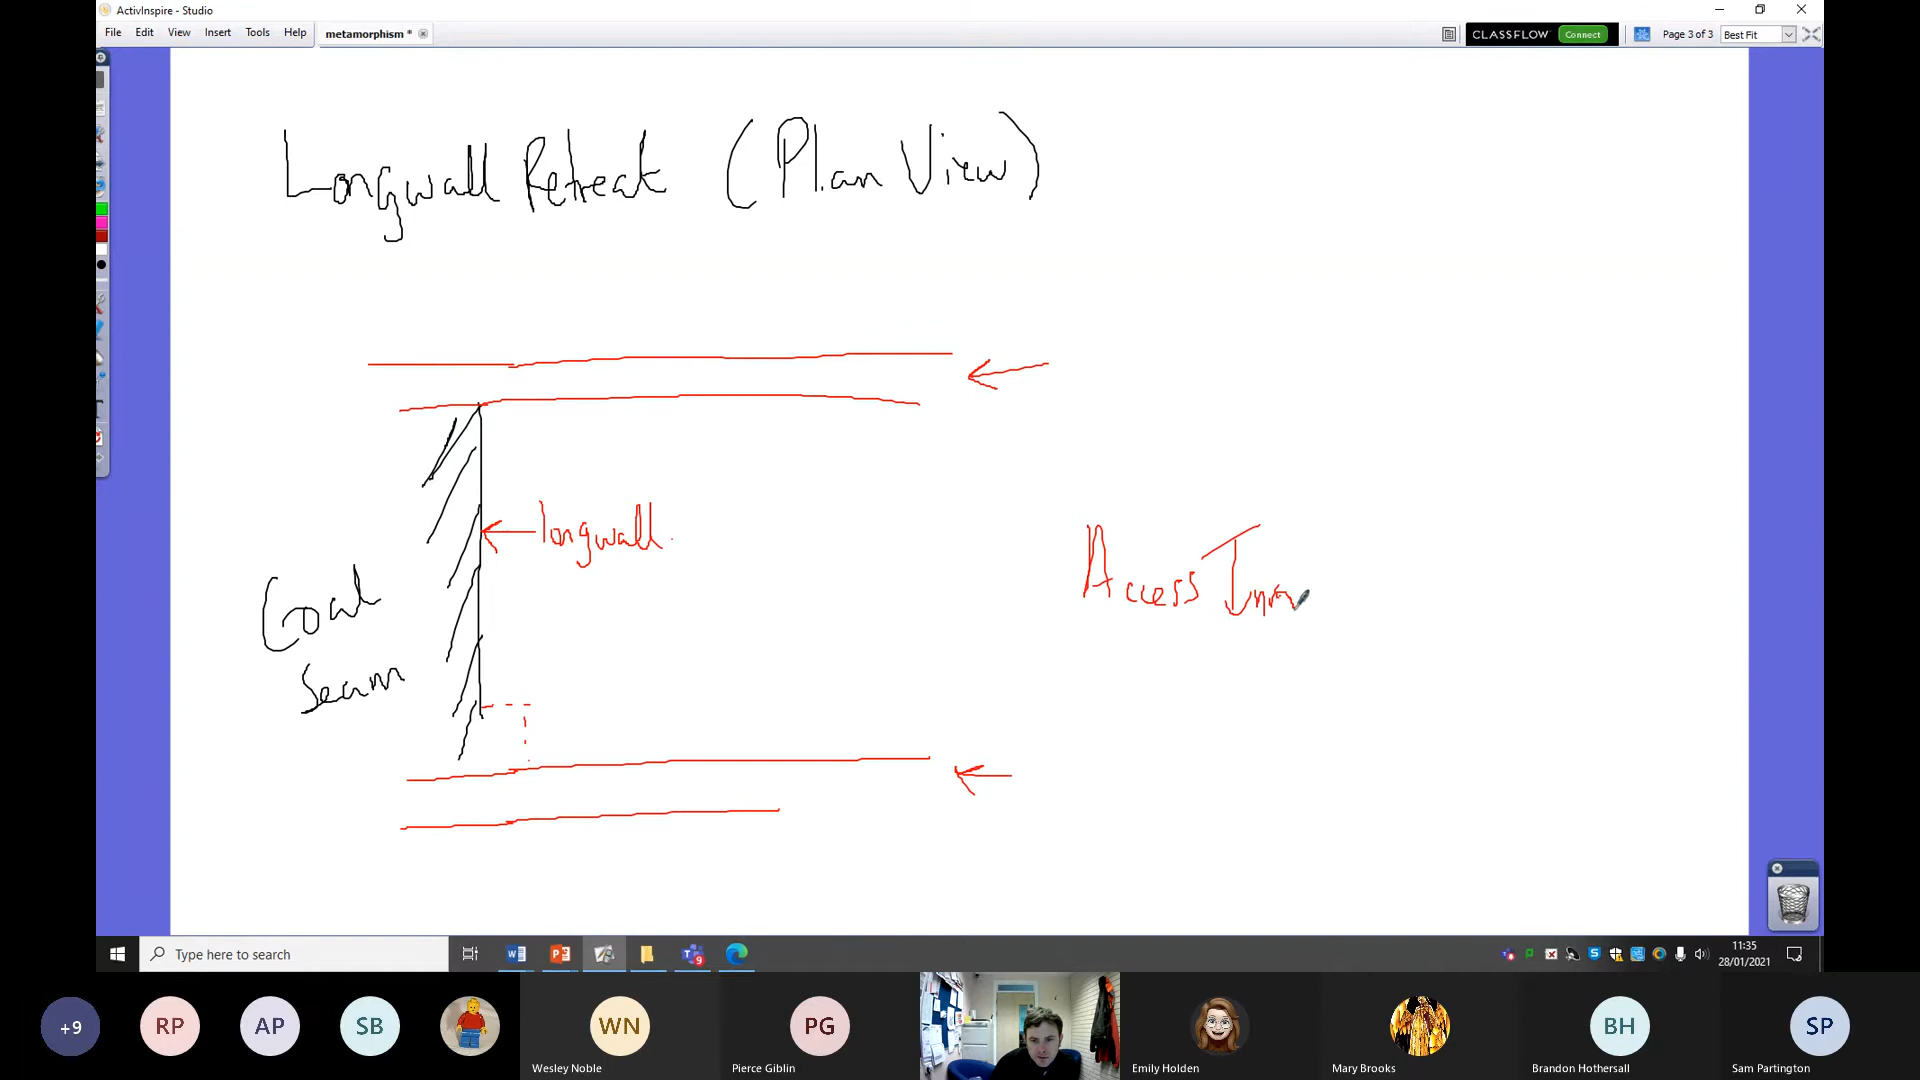 ActivInspire - Studio
File Edit View Insert Tools Help
metamorphism *
CLASSFLOW Connect
Page 3 of 3
Best Fit
Longwall Retreat (Plan View)
longwall
Access
Coal
Seam
Type here to search
9
11:35
28/01/2021
+9
RP
AP
SB
WN
Wesley Noble
PG
Pierce Giblin
Emily Holden
Mary Brooks
BH
Brandon Hothersall
SP
Sam Partington